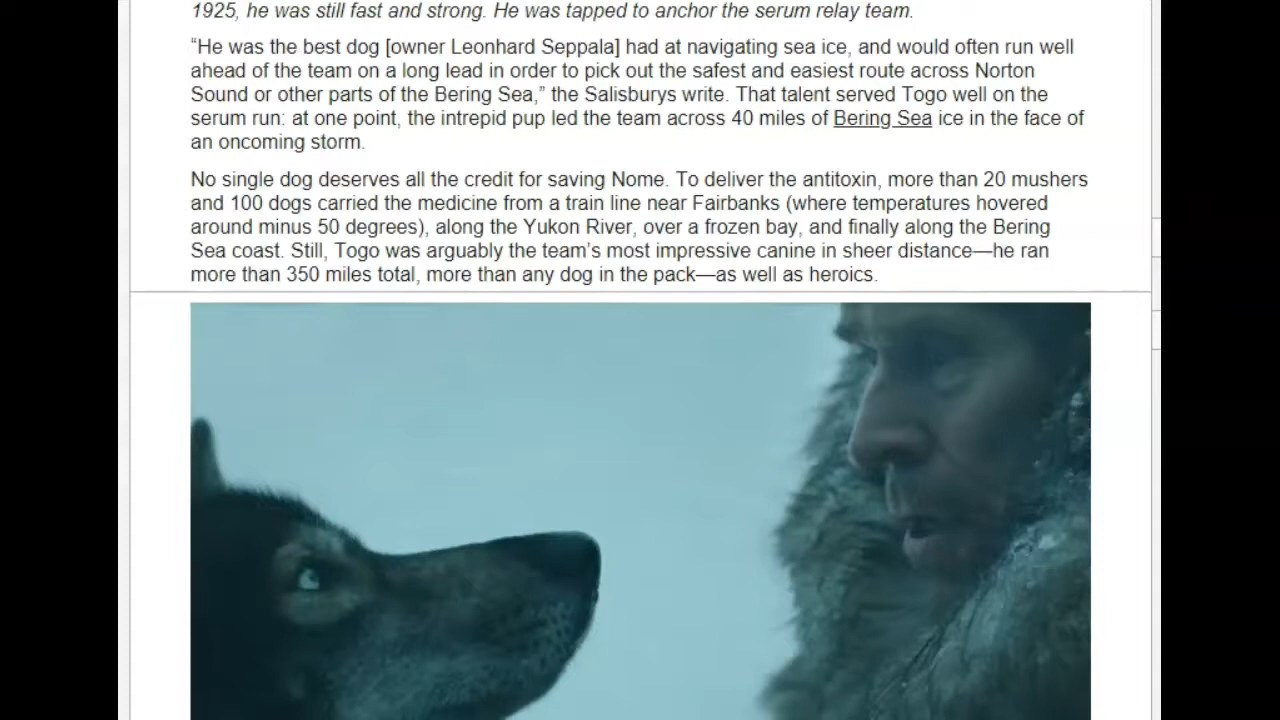 1925, he was still fast and strong. He was tapped to anchor the serum relay team.
“He was the best dog [owner Leonhard Seppala] had at navigating sea ice, and would often run well
ahead of the team on a long lead in order to pick out the safest and easiest route across Norton
Sound or other parts of the Bering Sea,” the Salisburys write. That talent served Togo well on the
serum run: at one point, the intrepid pup led the team across 40 miles of Bering Sea ice in the face of
an oncoming storm.
No single dog deserves all the credit for saving Nome. To deliver the antitoxin, more than 20 mushers
and 100 dogs carried the medicine from a train line near Fairbanks (where temperatures hovered
around minus 50 degrees), along the Yukon River, over a frozen bay, and finally along the Bering
Sea coast. Still, Togo was arguably the team’s most impressive canine in sheer distance—he ran
more than 350 miles total, more than any dog in the pack—as well as heroics.